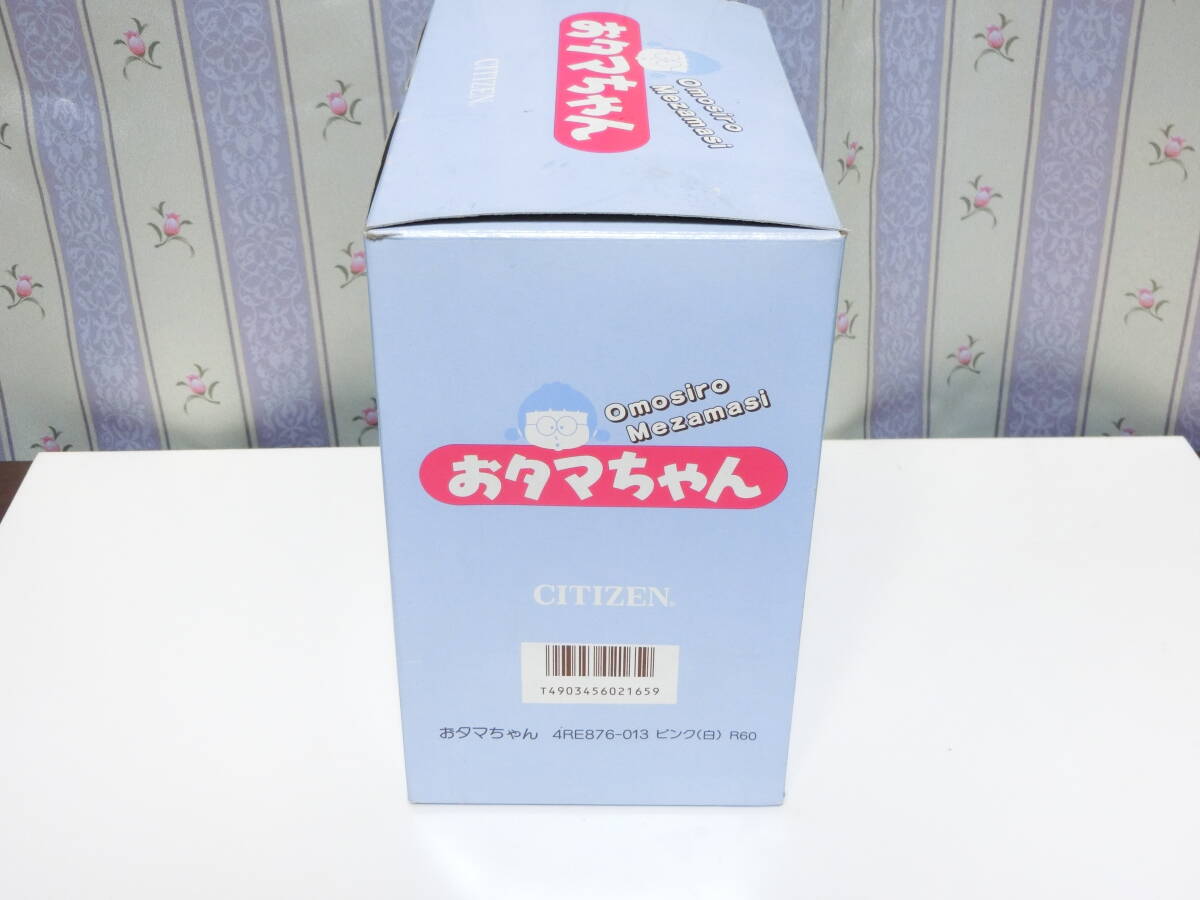 CITIZEN
おタマちゃん
Omosiro
Mezamasi
Omosiro
Mezamasi
おタマちゃん
CITIZEN®
T4903456021659
おタマちゃん 4RE876-013 ピンク(白) R60